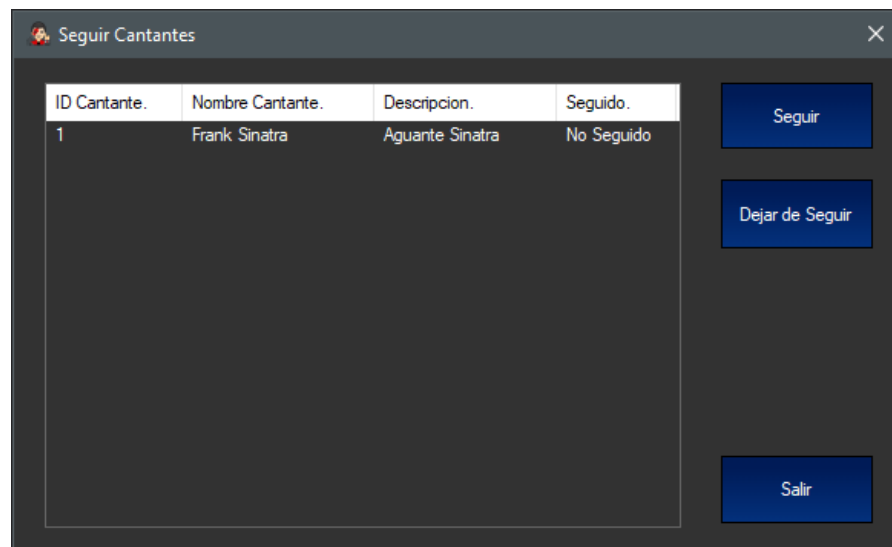 Seguir Cantantes
ID Cantante. Nombre Cantante. Descripcion. Seguido.
1 Frank Sinatra Aguante Sinatra No Seguido
Seguir
Dejar de Seguir
Salir